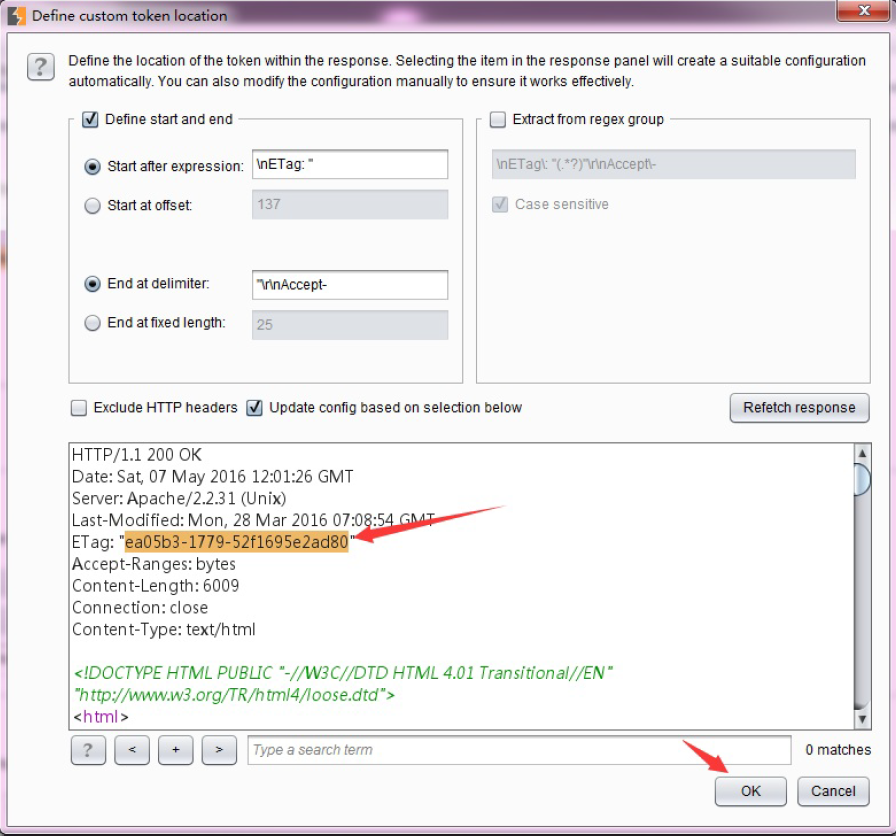 Define custom token location
Define the location of the token within the response. Selecting the item in the response panel will create a suitable configuration
automatically. You can also modify the configuration manually to ensure it works effectively.
Define start and end
Start after expression: \nETag: "
Start at offset: 137
End at delimiter: "\r\nAccept-
End at fixed length: 25
Extract from regex group
\nETag\: "(.*?)"\r\nAccept\-
Case sensitive
Exclude HTTP headers Update config based on selection below Refetch response
HTTP/1.1 200 OK
Date: Sat, 07 May 2016 12:01:26 GMT
Server: Apache/2.2.31 (Unix)
Last-Modified: Mon, 28 Mar 2016 07:08:54 GMT
ETag: "ea05b3-1779-52f1695e2ad80"
Accept-Ranges: bytes
Content-Length: 6009
Connection: close
Content-Type: text/html
<!DOCTYPE HTML PUBLIC "-//W3C//DTD HTML 4.01 Transitional//EN"
"http://www.w3.org/TR/html4/loose.dtd">
<html>
? < + > Type a search term 0 matches
OK Cancel